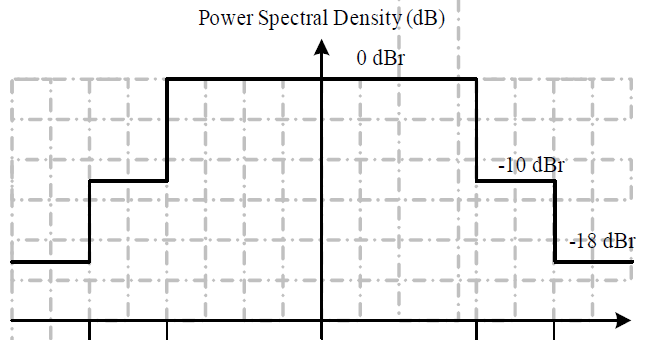 Power Spectral Density (dB)
0 dBr
-10 dBr
-18 dBr